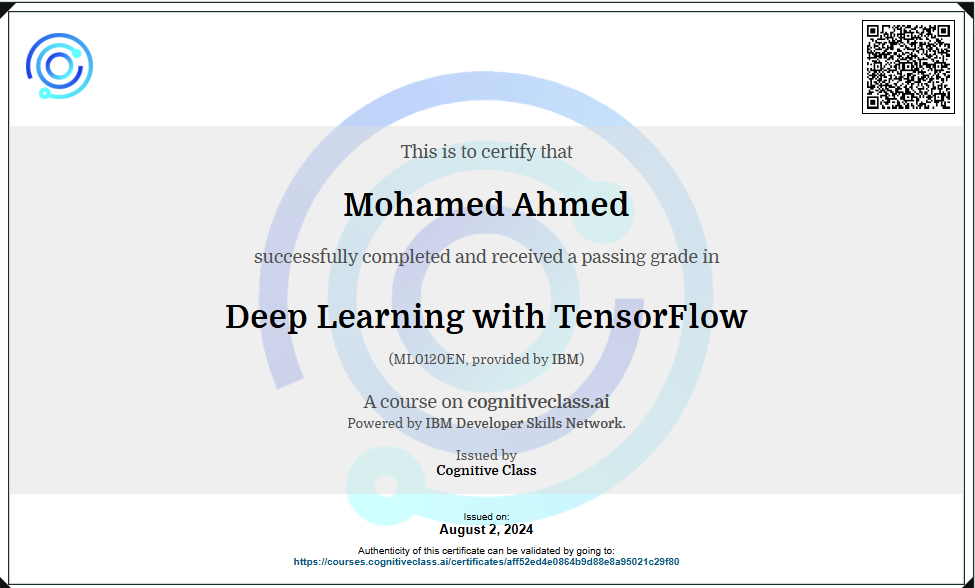 This is to certify that
Mohamed Ahmed
successfully completed and received a passing grade in
Deep Learning with TensorFlow
(ML0120EN, provided by IBM)
A course on cognitiveclass.ai
Powered by IBM Developer Skills Network.
Issued by
Cognitive Class
Issued on:
August 2, 2024
Authenticity of this certificate can be validated by going to:
https://courses.cognitiveclass.ai/certificates/aff52ed4e0864b9d88e8a95021c29f80